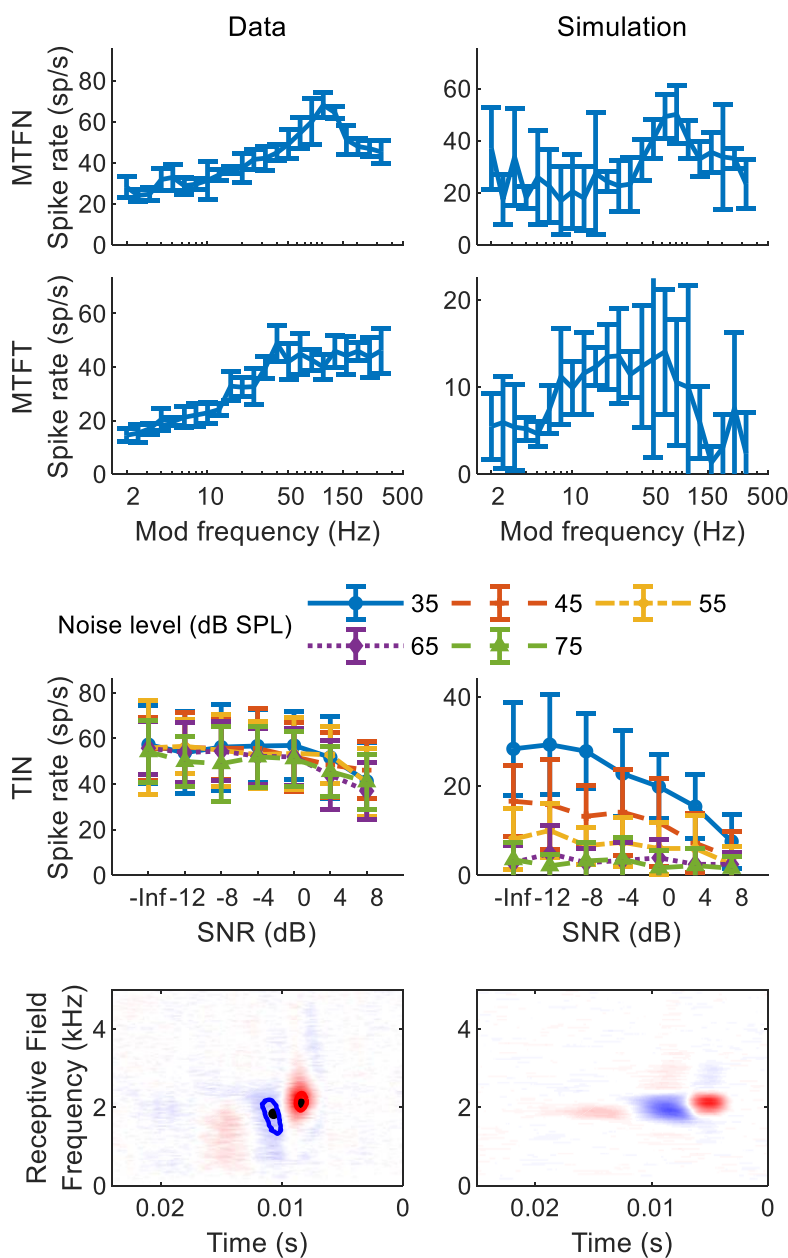 Data
Simulation
MTFN
Spike rate (sp/s)
80
60
40
20
0
60
40
20
0
MTFT
Spike rate (sp/s)
60
40
20
0
20
10
0
2 10 50 150 500
2 10 50 150 500
Mod frequency (Hz)
Mod frequency (Hz)
Noise level (dB SPL)
35 45 55
65 75
TIN
Spike rate (sp/s)
80
60
40
20
0
40
20
0
-Inf -12 -8 -4 0 4 8
-Inf -12 -8 -4 0 4 8
SNR (dB)
SNR (dB)
Receptive Field
Frequency (kHz)
4
2
0
4
2
0
0.02 0.01 0
0.02 0.01 0
Time (s)
Time (s)